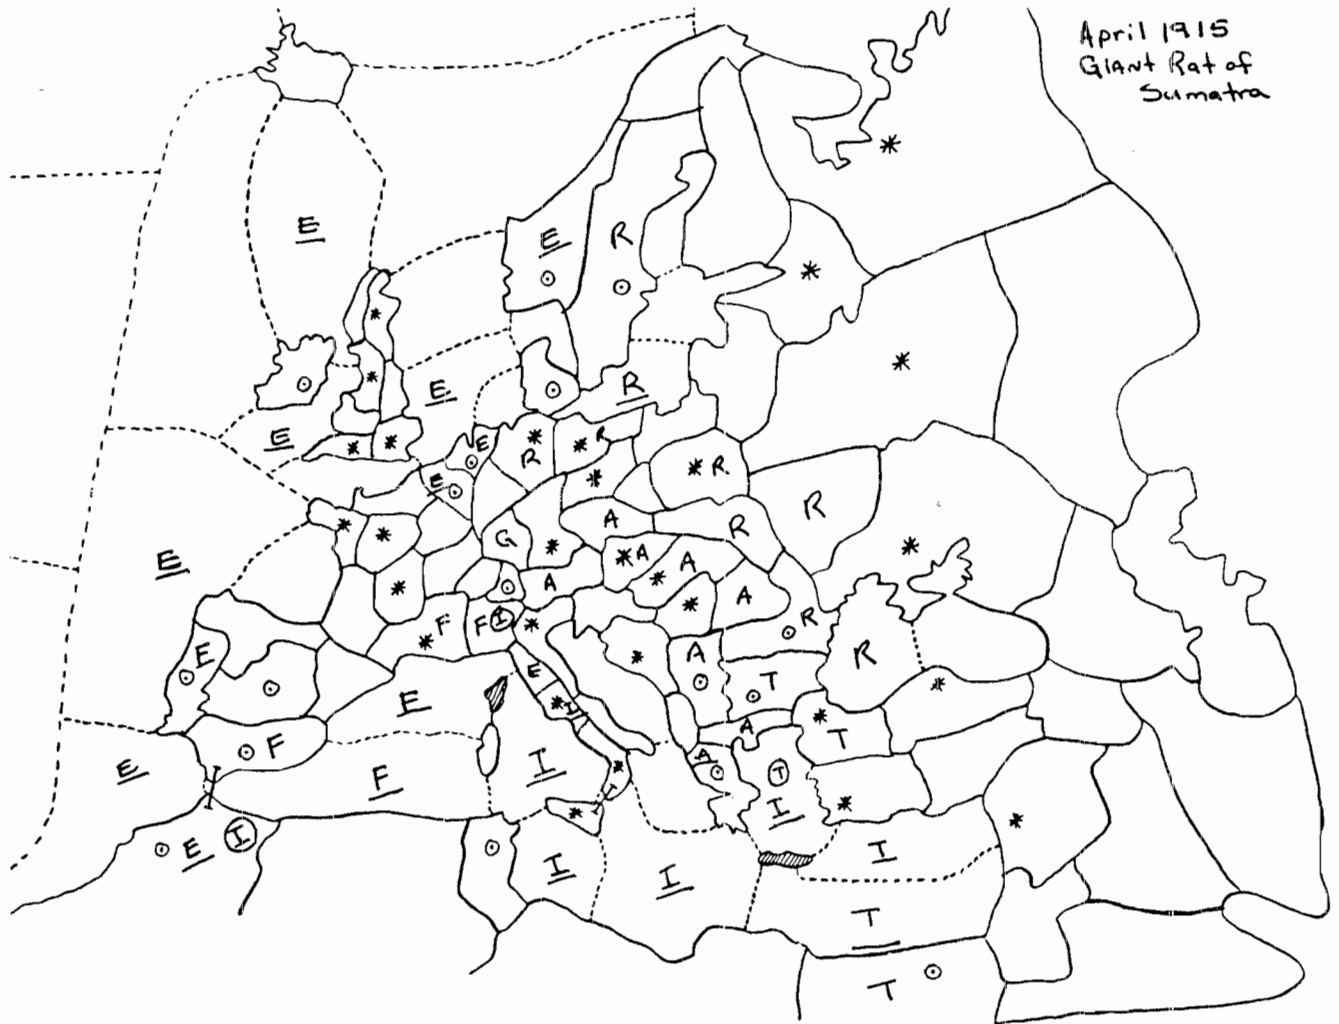 April 1915
GIANT Rat of
Sumatra
E
E R
E R
E E R
R R
E
R
A R
G
A A
E
A A
F F I R
E A R
E T
E I
A T
F A
E F I T
I
I
E I
I I
I
T
T